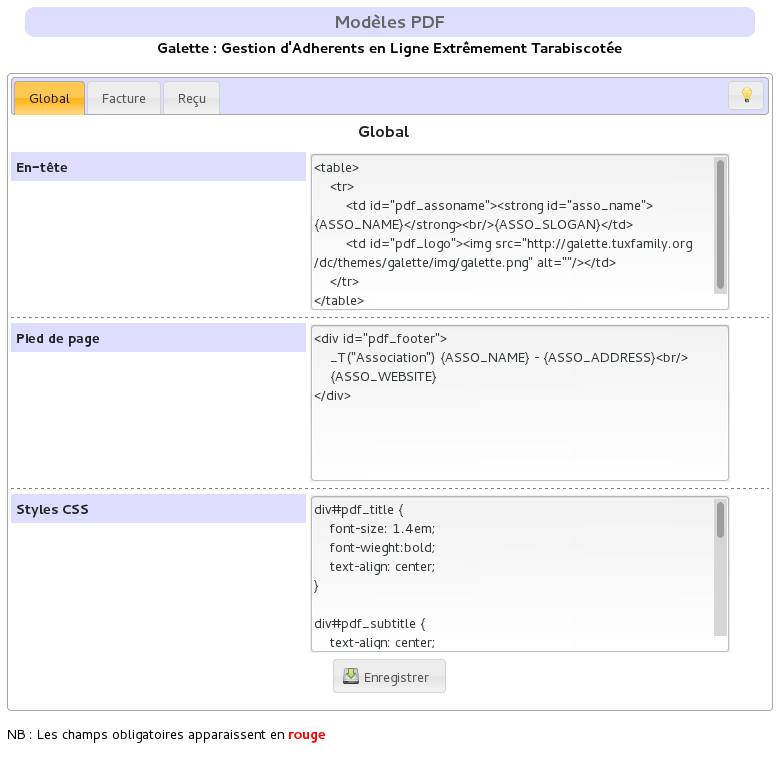 Modèles PDF
Galette : Gestion d'Adherents en Ligne Extrêmement Tarabiscotée
Global Facture Reçu
Global
En-tête
<table>
<tr>
<td id="pdf_assoname"><strong id="asso_name">
{ASSO_NAME}</strong><br/>{ASSO_SLOGAN}</td>
<td id="pdf_logo"><img src="http://galette.tuxfamily.org
/dc/themes/galette/img/galette.png" alt=""/></td>
</tr>
</table>
Pied de page
<div id="pdf_footer">
_T("Association") {ASSO_NAME} - {ASSO_ADDRESS}<br/>
{ASSO_WEBSITE}
</div>
Styles CSS
div#pdf_title {
font-size: 1.4em;
font-wieght:bold;
text-align: center;
}
div#pdf_subtitle {
text-align: center;
Enregistrer
NB : Les champs obligatoires apparaissent en rouge